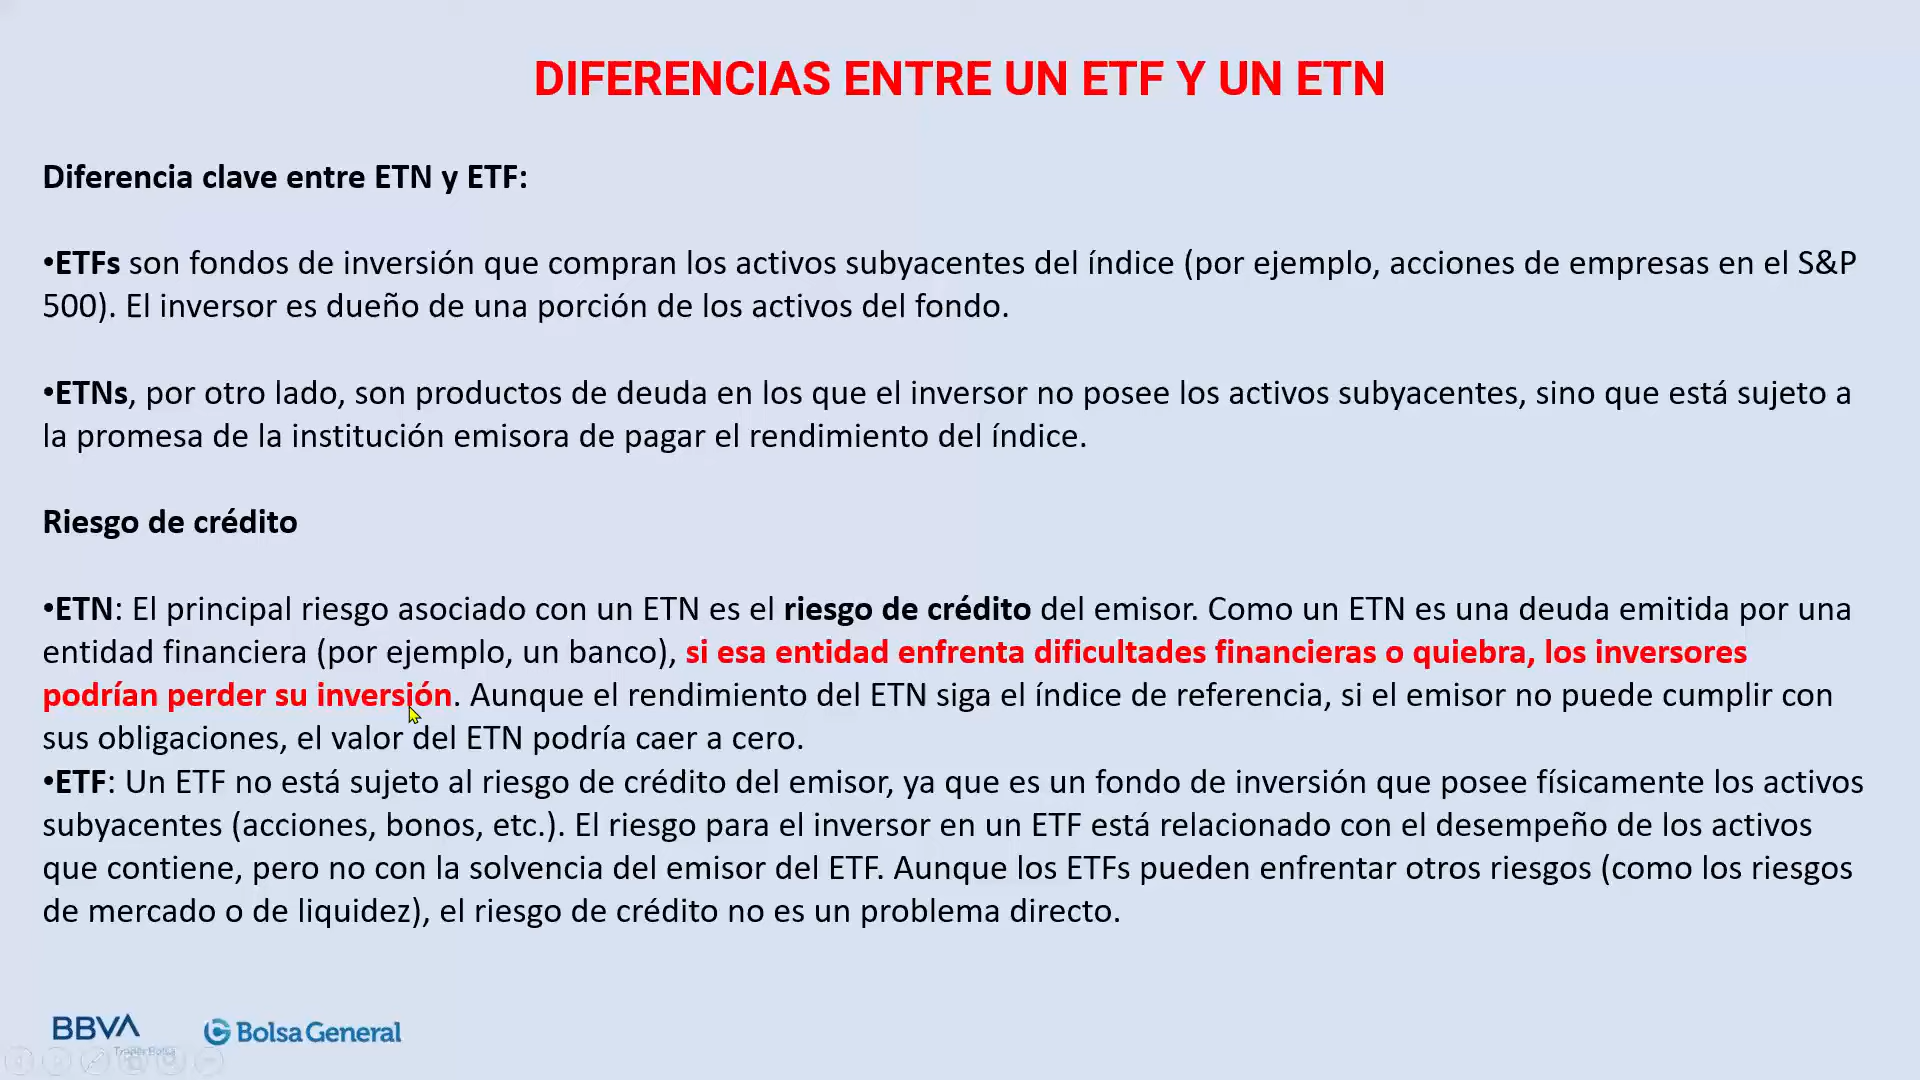 DIFERENCIAS ENTRE UN ETF Y UN ETN
Diferencia clave entre ETN y ETF:
•ETFs son fondos de inversión que compran los activos subyacentes del índice (por ejemplo, acciones de empresas en el S&P
500). El inversor es dueño de una porción de los activos del fondo.
•ETNs, por otro lado, son productos de deuda en los que el inversor no posee los activos subyacentes, sino que está sujeto a
la promesa de la institución emisora de pagar el rendimiento del índice.
Riesgo de crédito
•ETN: El principal riesgo asociado con un ETN es el riesgo de crédito del emisor. Como un ETN es una deuda emitida por una
entidad financiera (por ejemplo, un banco), si esa entidad enfrenta dificultades financieras o quiebra, los inversores
podrían perder su inversión. Aunque el rendimiento del ETN siga el índice de referencia, si el emisor no puede cumplir con
sus obligaciones, el valor del ETN podría caer a cero.
•ETF: Un ETF no está sujeto al riesgo de crédito del emisor, ya que es un fondo de inversión que posee físicamente los activos
subyacentes (acciones, bonos, etc.). El riesgo para el inversor en un ETF está relacionado con el desempeño de los activos
que contiene, pero no con la solvencia del emisor del ETF. Aunque los ETFs pueden enfrentar otros riesgos (como los riesgos
de mercado o de liquidez), el riesgo de crédito no es un problema directo.
BBVA Bolsa General